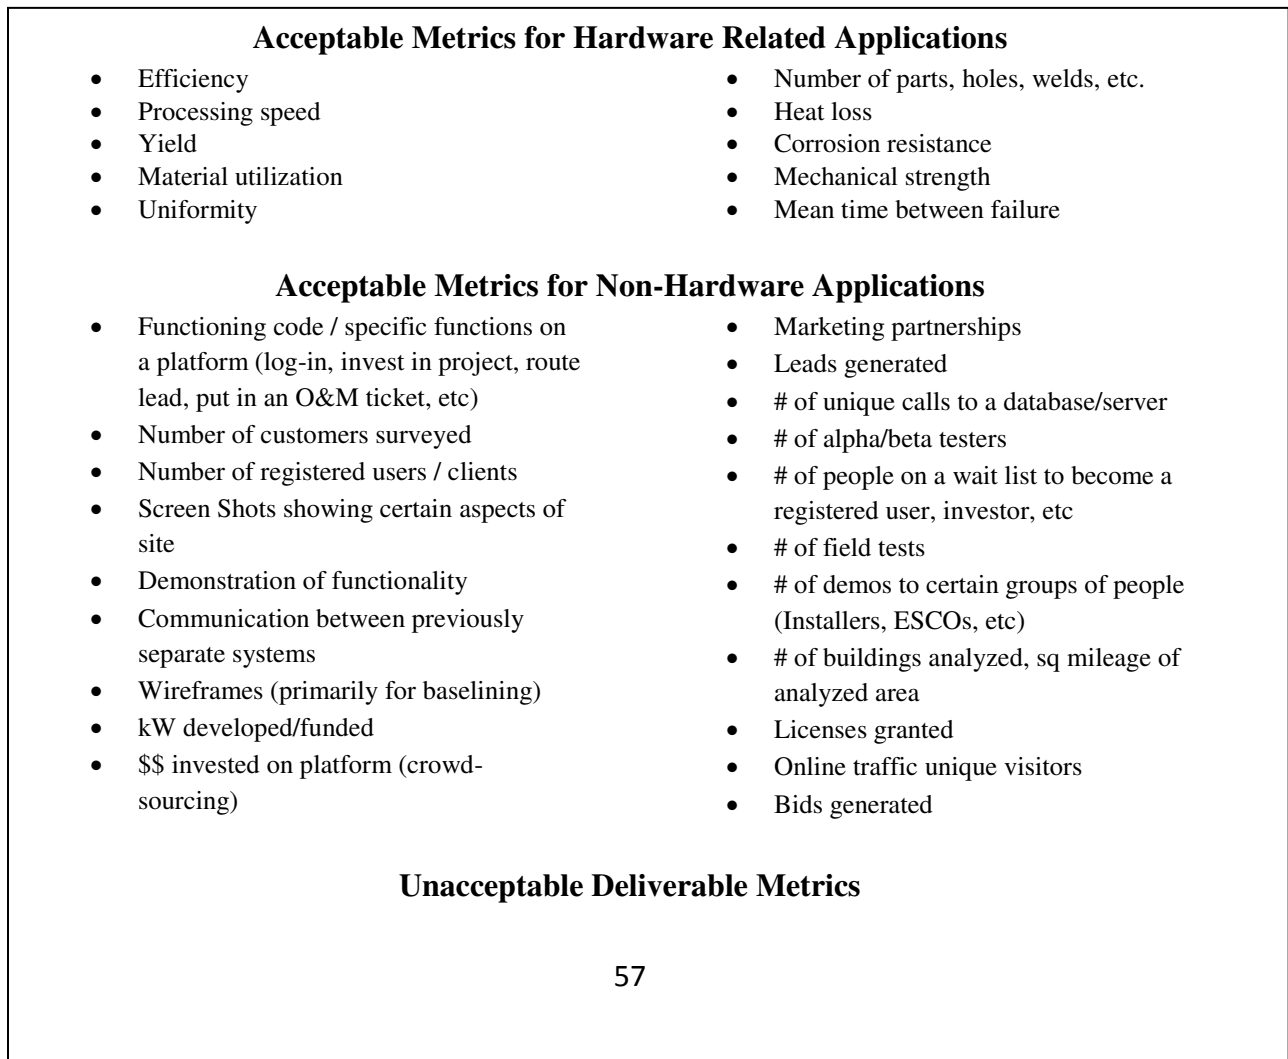 Acceptable Metrics for Hardware Related Applications
• Efficiency
• Processing speed
• Yield
• Material utilization
• Uniformity
• Number of parts, holes, welds, etc.
• Heat loss
• Corrosion resistance
• Mechanical strength
• Mean time between failure
Acceptable Metrics for Non-Hardware Applications
• Functioning code / specific functions on
a platform (log-in, invest in project, route
lead, put in an O&M ticket, etc)
• Number of customers surveyed
• Number of registered users / clients
• Screen Shots showing certain aspects of
site
• Demonstration of functionality
• Communication between previously
separate systems
• Wireframes (primarily for baselining)
• kW developed/funded
• $$ invested on platform (crowd-
sourcing)
• Marketing partnerships
• Leads generated
• # of unique calls to a database/server
• # of alpha/beta testers
• # of people on a wait list to become a
registered user, investor, etc
• # of field tests
• # of demos to certain groups of people
(Installers, ESCOs, etc)
• # of buildings analyzed, sq mileage of
analyzed area
• Licenses granted
• Online traffic unique visitors
• Bids generated
Unacceptable Deliverable Metrics
57